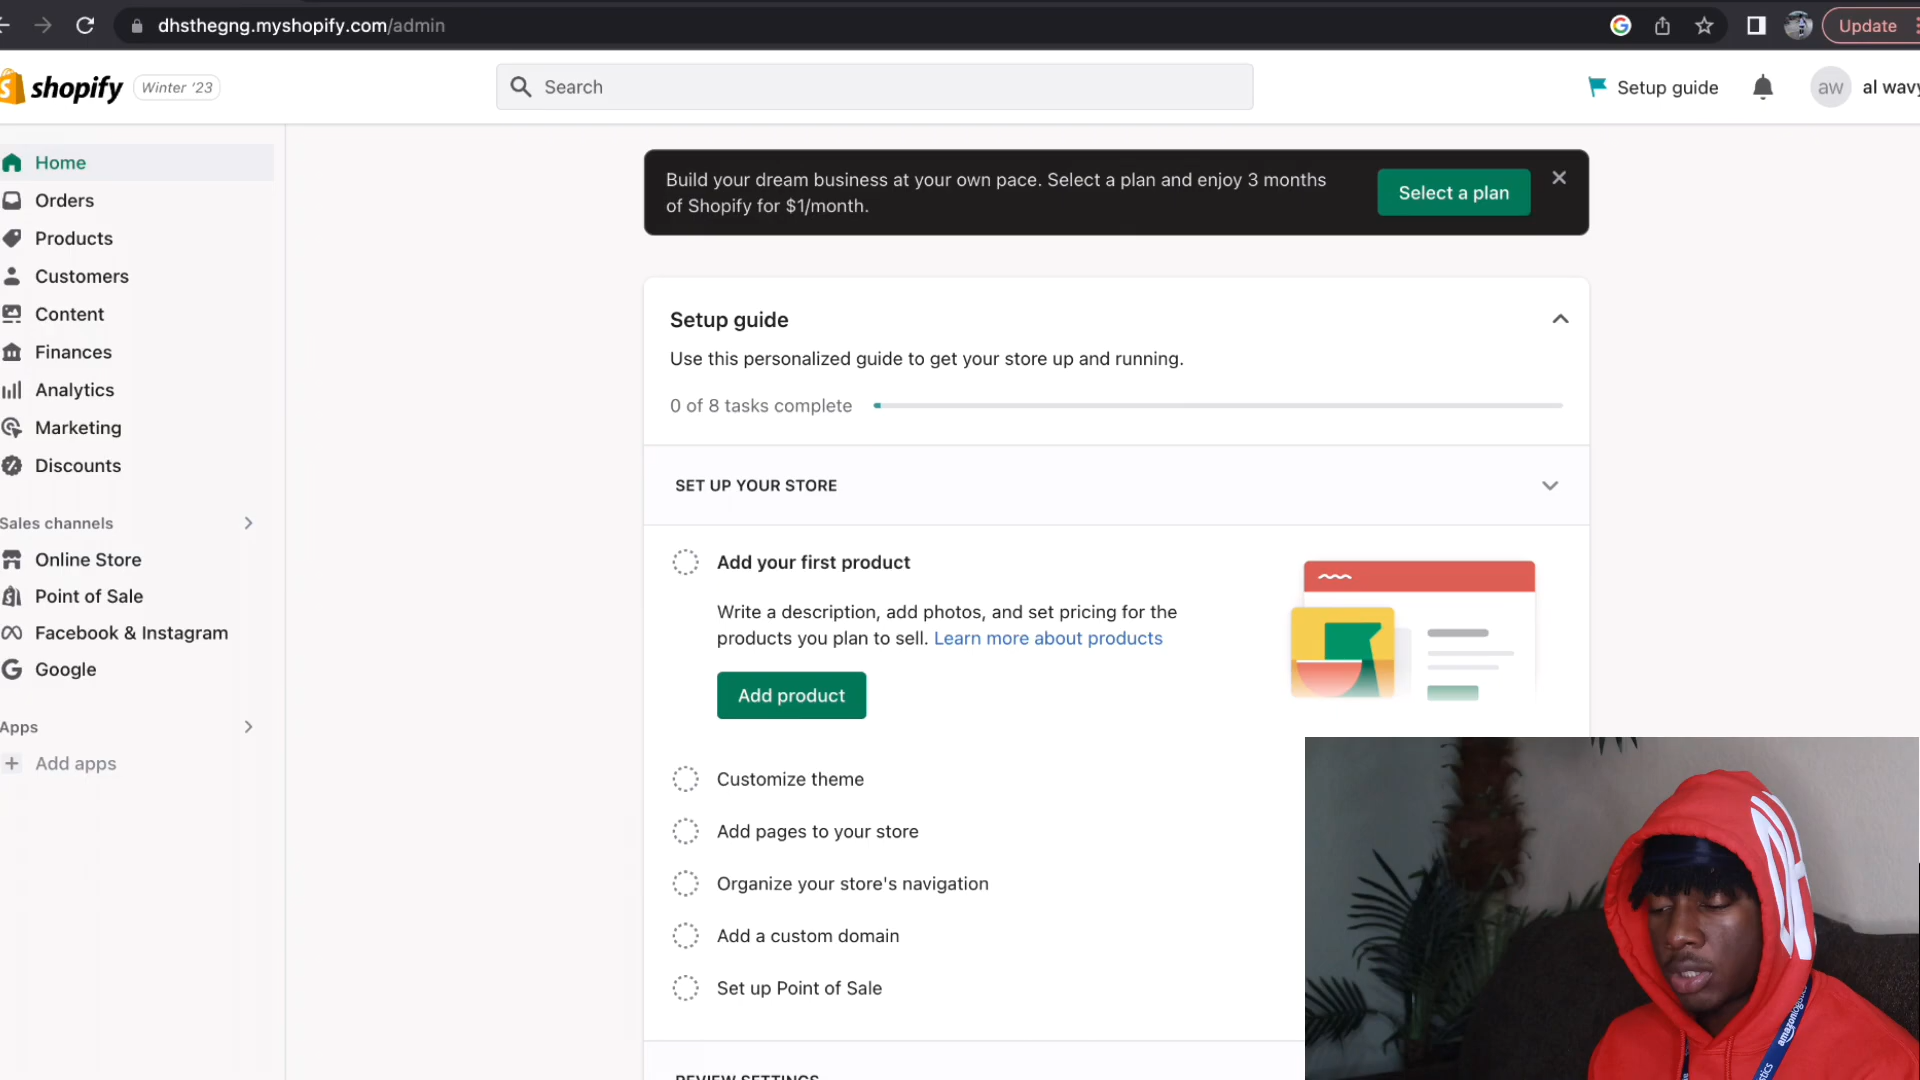 dhsthegng.myshopify.com/admin
Update
shopify
Winter '23
Search
Setup guide
aw
al wavy
Home
Orders
Products
Customers
Content
Finances
Analytics
Marketing
Discounts
Sales channels
Online Store
Point of Sale
Facebook & Instagram
Google
Apps
Add apps
Build your dream business at your own pace. Select a plan and enjoy 3 months
of Shopify for $1/month.
Select a plan
Setup guide
Use this personalized guide to get your store up and running.
0 of 8 tasks complete
SET UP YOUR STORE
Add your first product
Write a description, add photos, and set pricing for the
products you plan to sell. Learn more about products
Add product
Customize theme
Add pages to your store
Organize your store's navigation
Add a custom domain
Set up Point of Sale
REVIEW SETTINGS
amazonlogistics